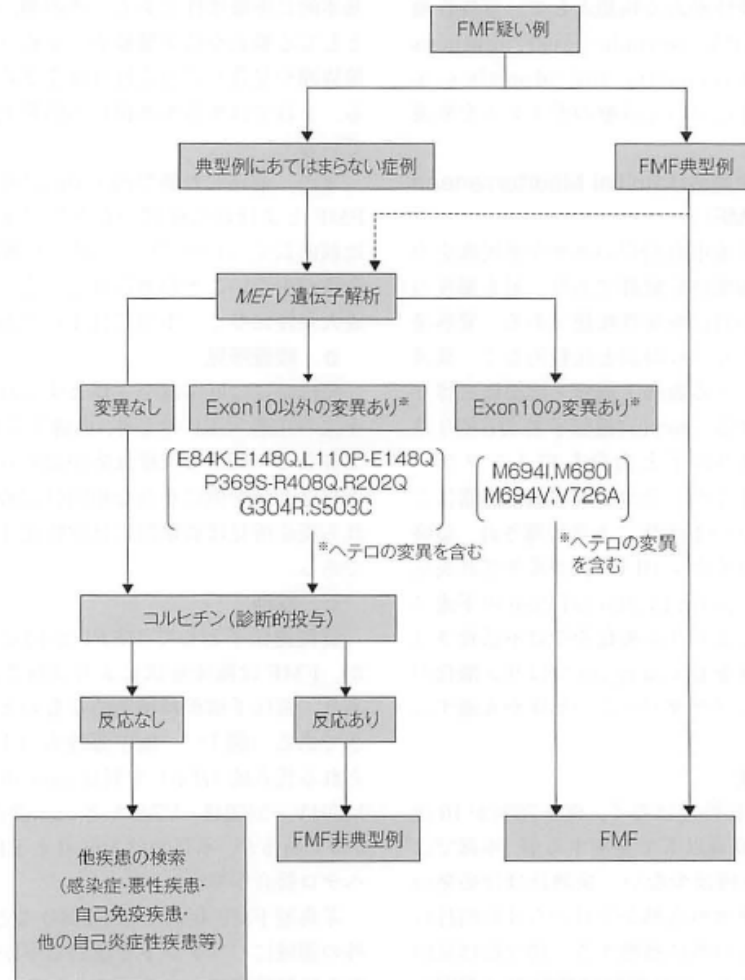 FMF疑い例
典型例にあてはまらない症例
FMF典型例
MEFV遺伝子解析
変異なし
Exon10以外の変異あり※
Exon10の変異あり※
E84K,E148Q,L110P-E148Q
P369S-R408Q,R202Q
G304R,S503C
M694I,M680I
M694V,V726A
※ヘテロの変異を含む
※ヘテロの変異
を含む
コルヒチン(診断的投与)
反応なし
反応あり
他疾患の検索
(感染症・悪性疾患・
自己免疫疾患・
他の自己炎症性疾患等)
FMF非典型例
FMF